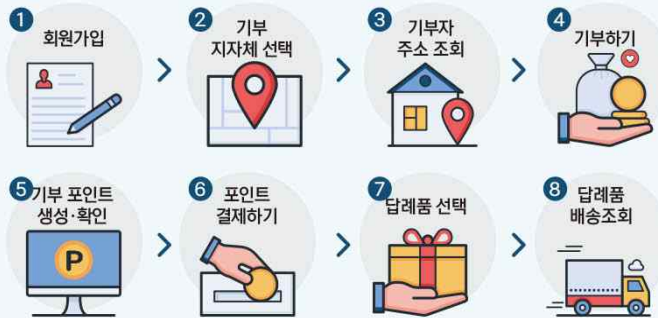 1
회원가입
2
기부
지자체 선택
3
기부자
주소 조회
4
기부하기
5
기부 포인트
생성·확인
P
6
포인트
결제하기
7
답례품 선택
8
답례품
배송조회